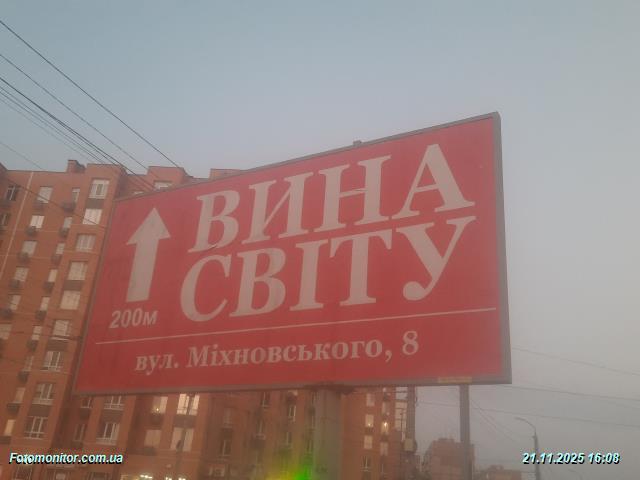 ВИНА
СВІТУ
200м
вул. Міхновського, 8
Fotomonitor.com.ua
21.11.2025 16:08